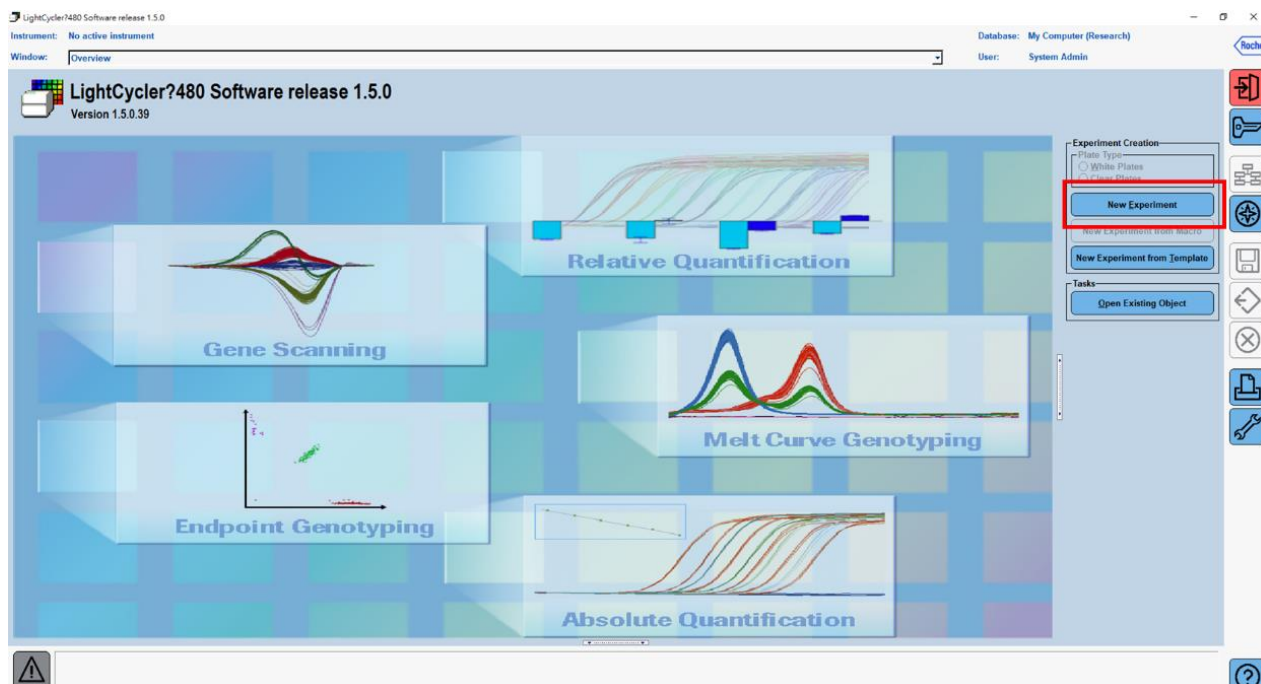 LightCycler?480 Software release 1.5.0
Instrument: No active instrument
Database: My Computer (Research)
Window: Overview
User: System Admin
Roche
LightCycler?480 Software release 1.5.0
Version 1.5.0.39
Experiment Creation
Plate Type
White Plates
Clear Plates
New Experiment
New Experiment from Macro
New Experiment from Template
Tasks
Open Existing Object
Relative Quantification
Gene Scanning
Melt Curve Genotyping
Endpoint Genotyping
Absolute Quantification